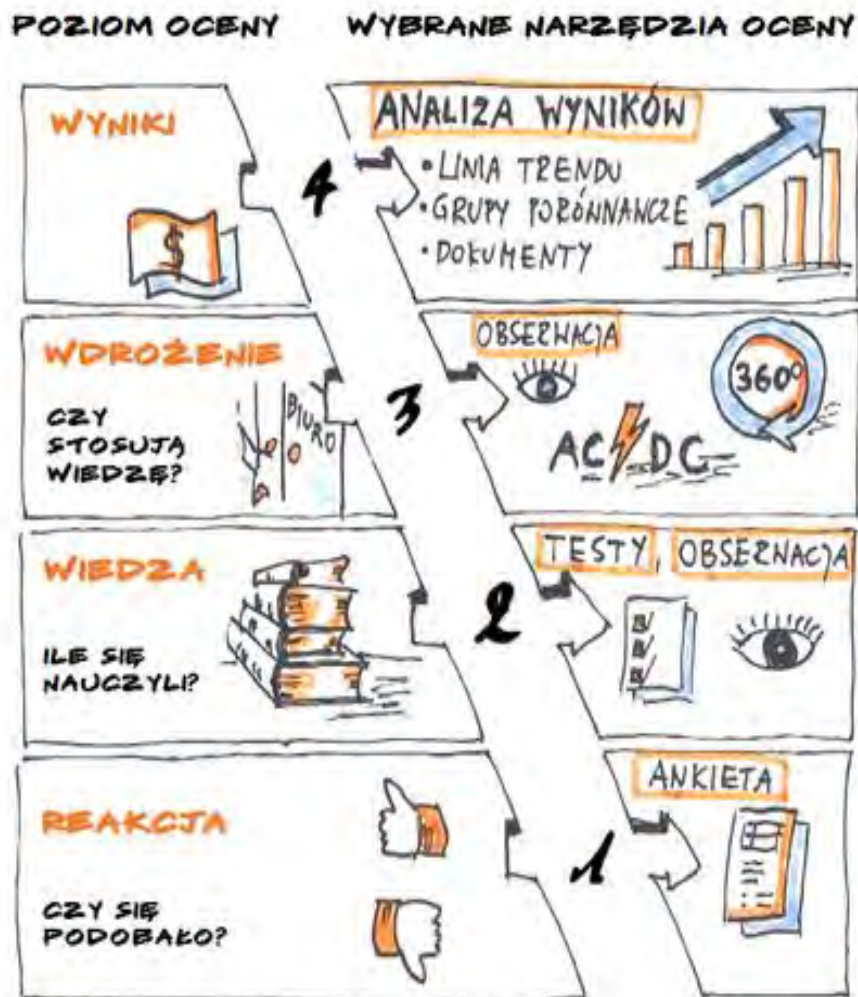 POZIOM OCENY WYBRANE NARZĘDZIA OCENY
WYNIKI
$
4
ANALIZA WYNIKÓW
• LINIA TRENDU
• GRUPY PORÓWNAWCZE
• DOKUMENTY
WDROŻENIE
CZY
STOSUJĄ
WIEDZĘ?
BIURO
3
OBSERWACJA
360°
AC DC
WIEDZA
ILE SIĘ
NAUCZYLI?
2
TESTY, OBSERWACJA
REAKCJA
CZY SIĘ
PODOBAŁO?
1
ANKIETA